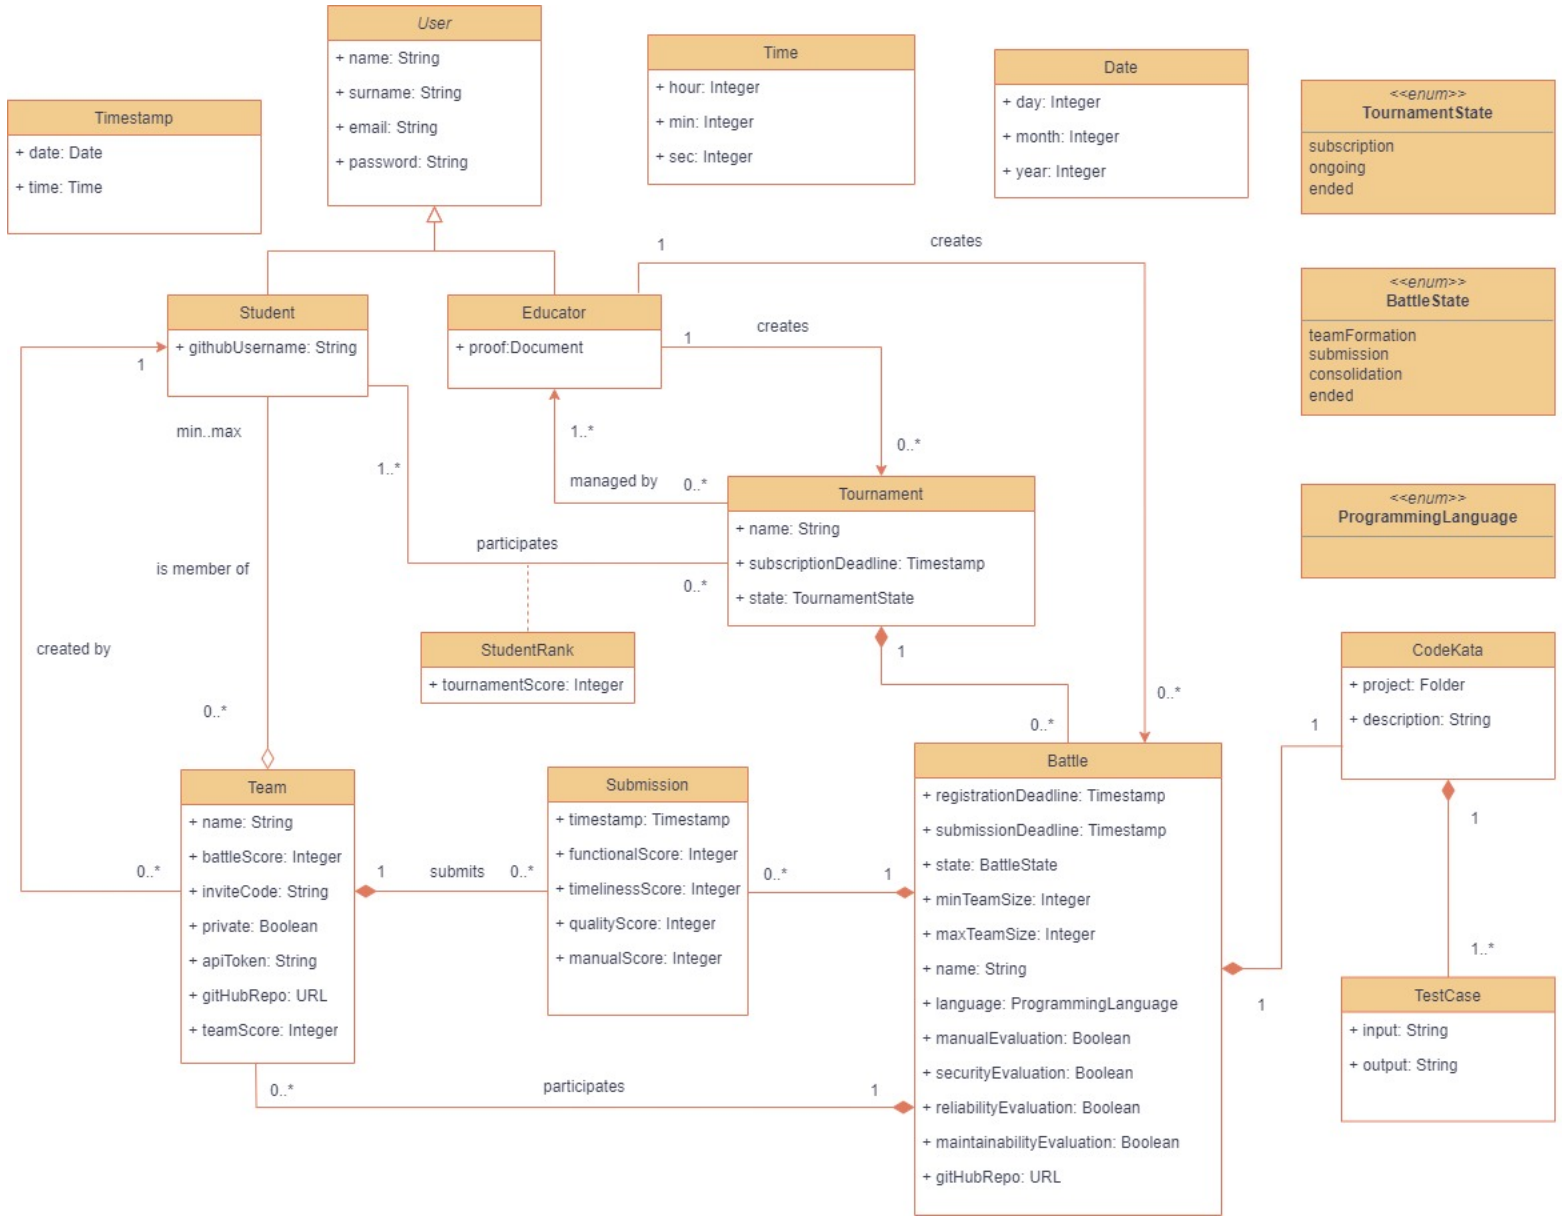 User
+ name: String
+ surname: String
+ email: String
+ password: String
Time
+ hour: Integer
+ min: Integer
+ sec: Integer
Date
+ day: Integer
+ month: Integer
+ year: Integer
<<enum>>
TournamentState
subscription
ongoing
ended
Timestamp
+ date: Date
+ time: Time
<<enum>>
BattleState
teamFormation
submission
consolidation
ended
1
creates
Student
+ githubUsername: String
1
Educator
+ proof:Document
1
creates
0..*
min..max
1..*
1..*
managed by
0..*
Tournament
+ name: String
+ subscriptionDeadline: Timestamp
+ state: TournamentState
<<enum>>
ProgrammingLanguage
participates
0..*
is member of
created by
StudentRank
+ tournamentScore: Integer
1
0..*
0..*
0..*
CodeKata
+ project: Folder
+ description: String
1
1
1..*
Team
+ name: String
+ battleScore: Integer
+ inviteCode: String
+ private: Boolean
+ apiToken: String
+ gitHubRepo: URL
+ teamScore: Integer
0..*
1
submits
0..*
Submission
+ timestamp: Timestamp
+ functionalScore: Integer
+ timelinessScore: Integer
+ qualityScore: Integer
+ manualScore: Integer
0..*
1
Battle
+ registrationDeadline: Timestamp
+ submissionDeadline: Timestamp
+ state: BattleState
+ minTeamSize: Integer
+ maxTeamSize: Integer
+ name: String
+ language: ProgrammingLanguage
+ manualEvaluation: Boolean
+ securityEvaluation: Boolean
+ reliabilityEvaluation: Boolean
+ maintainabilityEvaluation: Boolean
+ gitHubRepo: URL
1
TestCase
+ input: String
+ output: String
0..*
participates
1